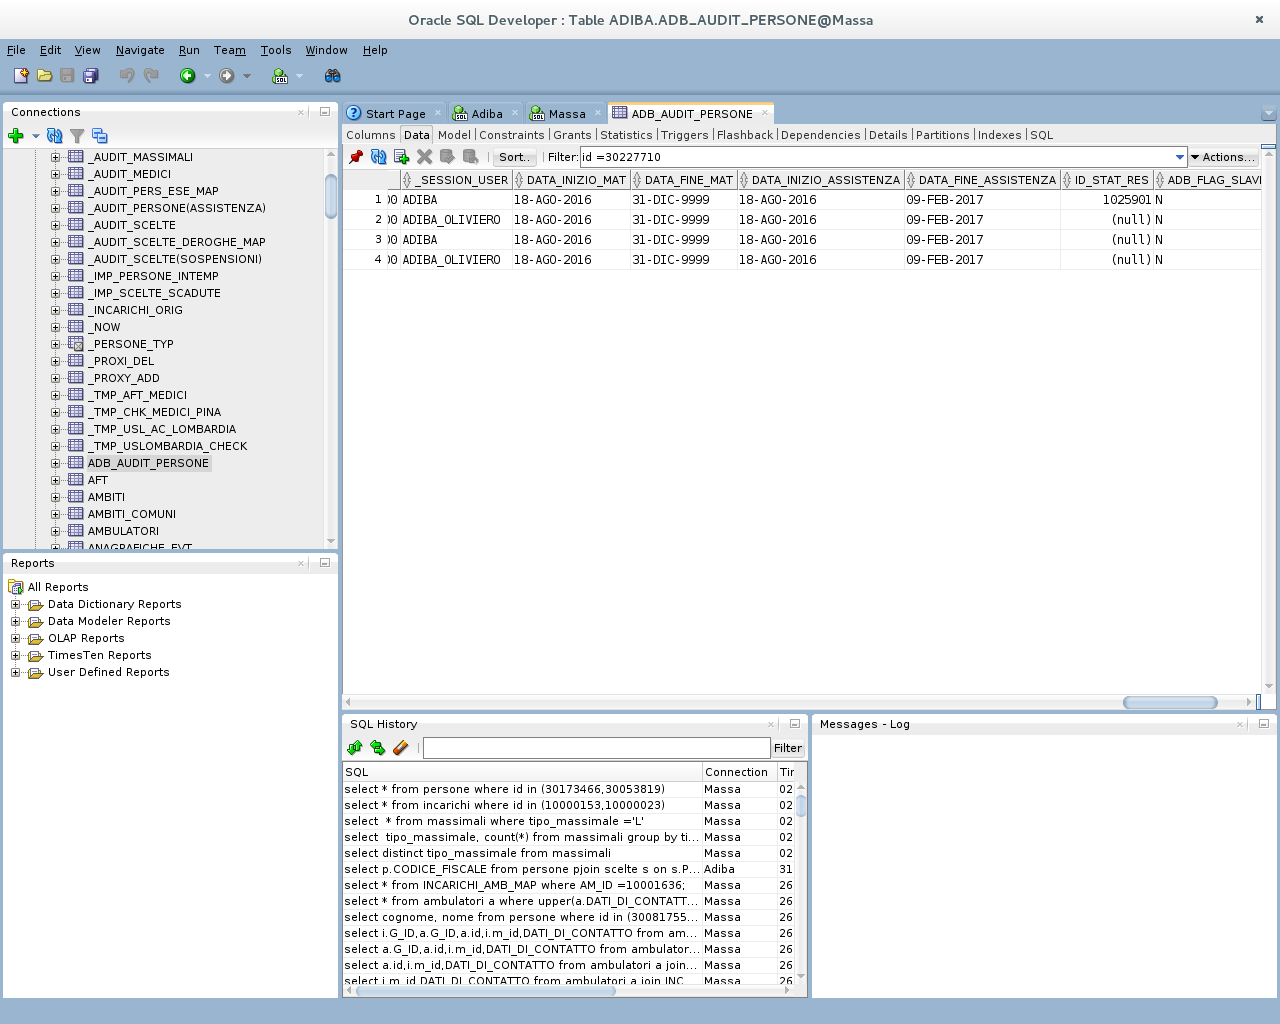 Oracle SQL Developer : Table ADIBA.ADB_AUDIT_PERSONE@Massa
File Edit View Navigate Run Team Tools Window Help
Connections
_AUDIT_MASSIMALI
_AUDIT_MEDICI
_AUDIT_PERS_ESE_MAP
_AUDIT_PERSONE(ASSISTENZA)
_AUDIT_SCELTE
_AUDIT_SCELTE_DEROGHE_MAP
_AUDIT_SCELTE(SOSPENSIONI)
_IMP_PERSONE_INTEMP
_IMP_SCELTE_SCADUTE
_INCARICHI_ORIG
_NOW
_PERSONE_TYP
_PROXI_DEL
_PROXY_ADD
_TMP_AFT_MEDICI
_TMP_CHK_MEDICI_PINA
_TMP_USL_AC_LOMBARDIA
_TMP_USLOMBARDIA_CHECK
ADB_AUDIT_PERSONE
AFT
AMBITI
AMBITI_COMUNI
AMBULATORI
ANAGRAFICHE_EVT
Reports
All Reports
Data Dictionary Reports
Data Modeler Reports
OLAP Reports
TimesTen Reports
User Defined Reports
Start Page Adiba Massa ADB_AUDIT_PERSONE
Columns Data Model Constraints Grants Statistics Triggers Flashback Dependencies Details Partitions Indexes SQL
Sort.. Filter: id =30227710 Actions...
_SESSION_USER DATA_INIZIO_MAT DATA_FINE_MAT DATA_INIZIO_ASSISTENZA DATA_FINE_ASSISTENZA ID_STAT_RES ADB_FLAG_SLAVI
1 00 ADIBA 18-AGO-2016 31-DIC-9999 18-AGO-2016 09-FEB-2017 1025901 N
2 00 ADIBA_OLIVIERO 18-AGO-2016 31-DIC-9999 18-AGO-2016 09-FEB-2017 (null) N
3 00 ADIBA 18-AGO-2016 31-DIC-9999 18-AGO-2016 09-FEB-2017 (null) N
4 00 ADIBA_OLIVIERO 18-AGO-2016 31-DIC-9999 18-AGO-2016 09-FEB-2017 (null) N
SQL History
Filter
SQL Connection Tir
select * from persone where id in (30173466,30053819) Massa 02
select * from incarichi where id in (10000153,10000023) Massa 02
select  * from massimali where tipo_massimale ='L' Massa 02
select  tipo_massimale, count(*) from massimali group by ti... Massa 02
select distinct tipo_massimale from massimali Massa 02
select p.CODICE_FISCALE from persone pjoin scelte s on s.P... Adiba 31
select * from INCARICHI_AMB_MAP where AM_ID =10001636; Massa 26
select * from ambulatori a where upper(a.DATI_DI_CONTATT... Massa 26
select cognome, nome from persone where id in (30081755... Massa 26
select i.G_ID,a.G_ID,a.id,i.m_id,DATI_DI_CONTATTO from am... Massa 26
select a.G_ID,a.id,i.m_id,DATI_DI_CONTATTO from ambulator... Massa 26
select a.id,i.m_id,DATI_DI_CONTATTO from ambulatori a join... Massa 26
select i.m_id,DATI_DI_CONTATTO from ambulatori a join INC... Massa 26
Messages - Log